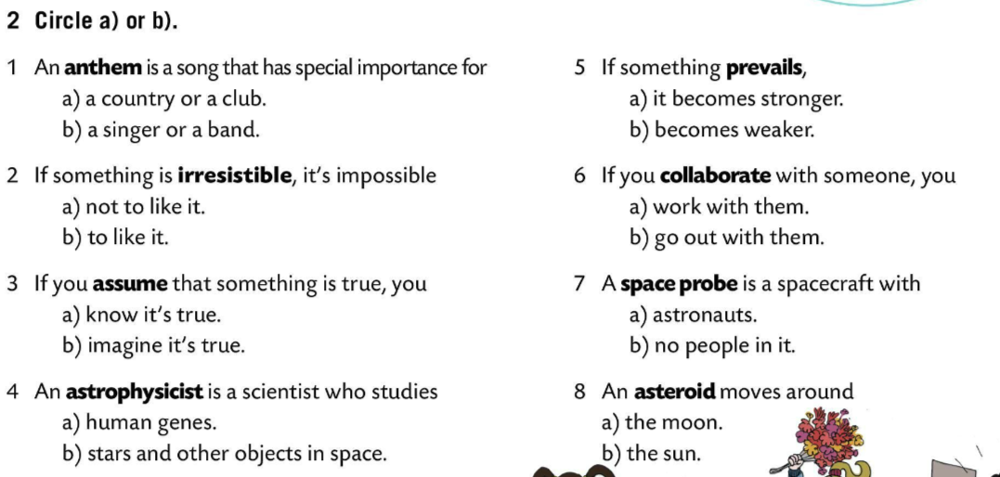 2 Circle a) or b).
1 An anthem is a song that has special importance for
a) a country or a club.
b) a singer or a band.
2 If something is irresistible, it's impossible
a) not to like it.
b) to like it.
3 If you assume that something is true, you
a) know it's true.
b) imagine it's true.
4 An astrophysicist is a scientist who studies
a) human genes.
b) stars and other objects in space.
5 If something prevails,
a) it becomes stronger.
b) becomes weaker.
6 If you collaborate with someone, you
a) work with them.
b) go out with them.
7 A space probe is a spacecraft with
a) astronauts.
b) no people in it.
8 An asteroid moves around
a) the moon.
b) the sun.